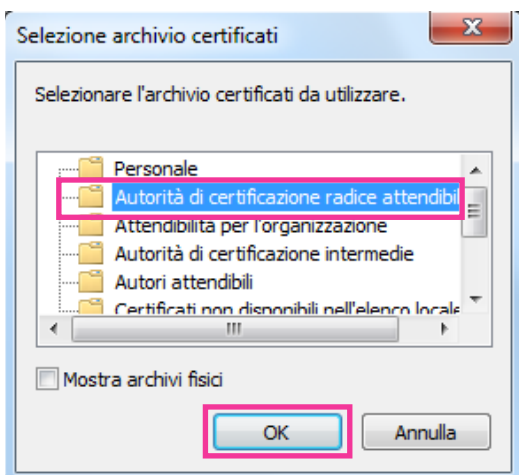 Selezione archivio certificati
Selezionare l'archivio certificati da utilizzare.
Personale
Autorità di certificazione radice attendibil
Attendibilità per l'organizzazione
Autorità di certificazione intermedie
Autori attendibili
Certificati non disponibili nell'elenco locale
Mostra archivi fisici
OK
Annulla